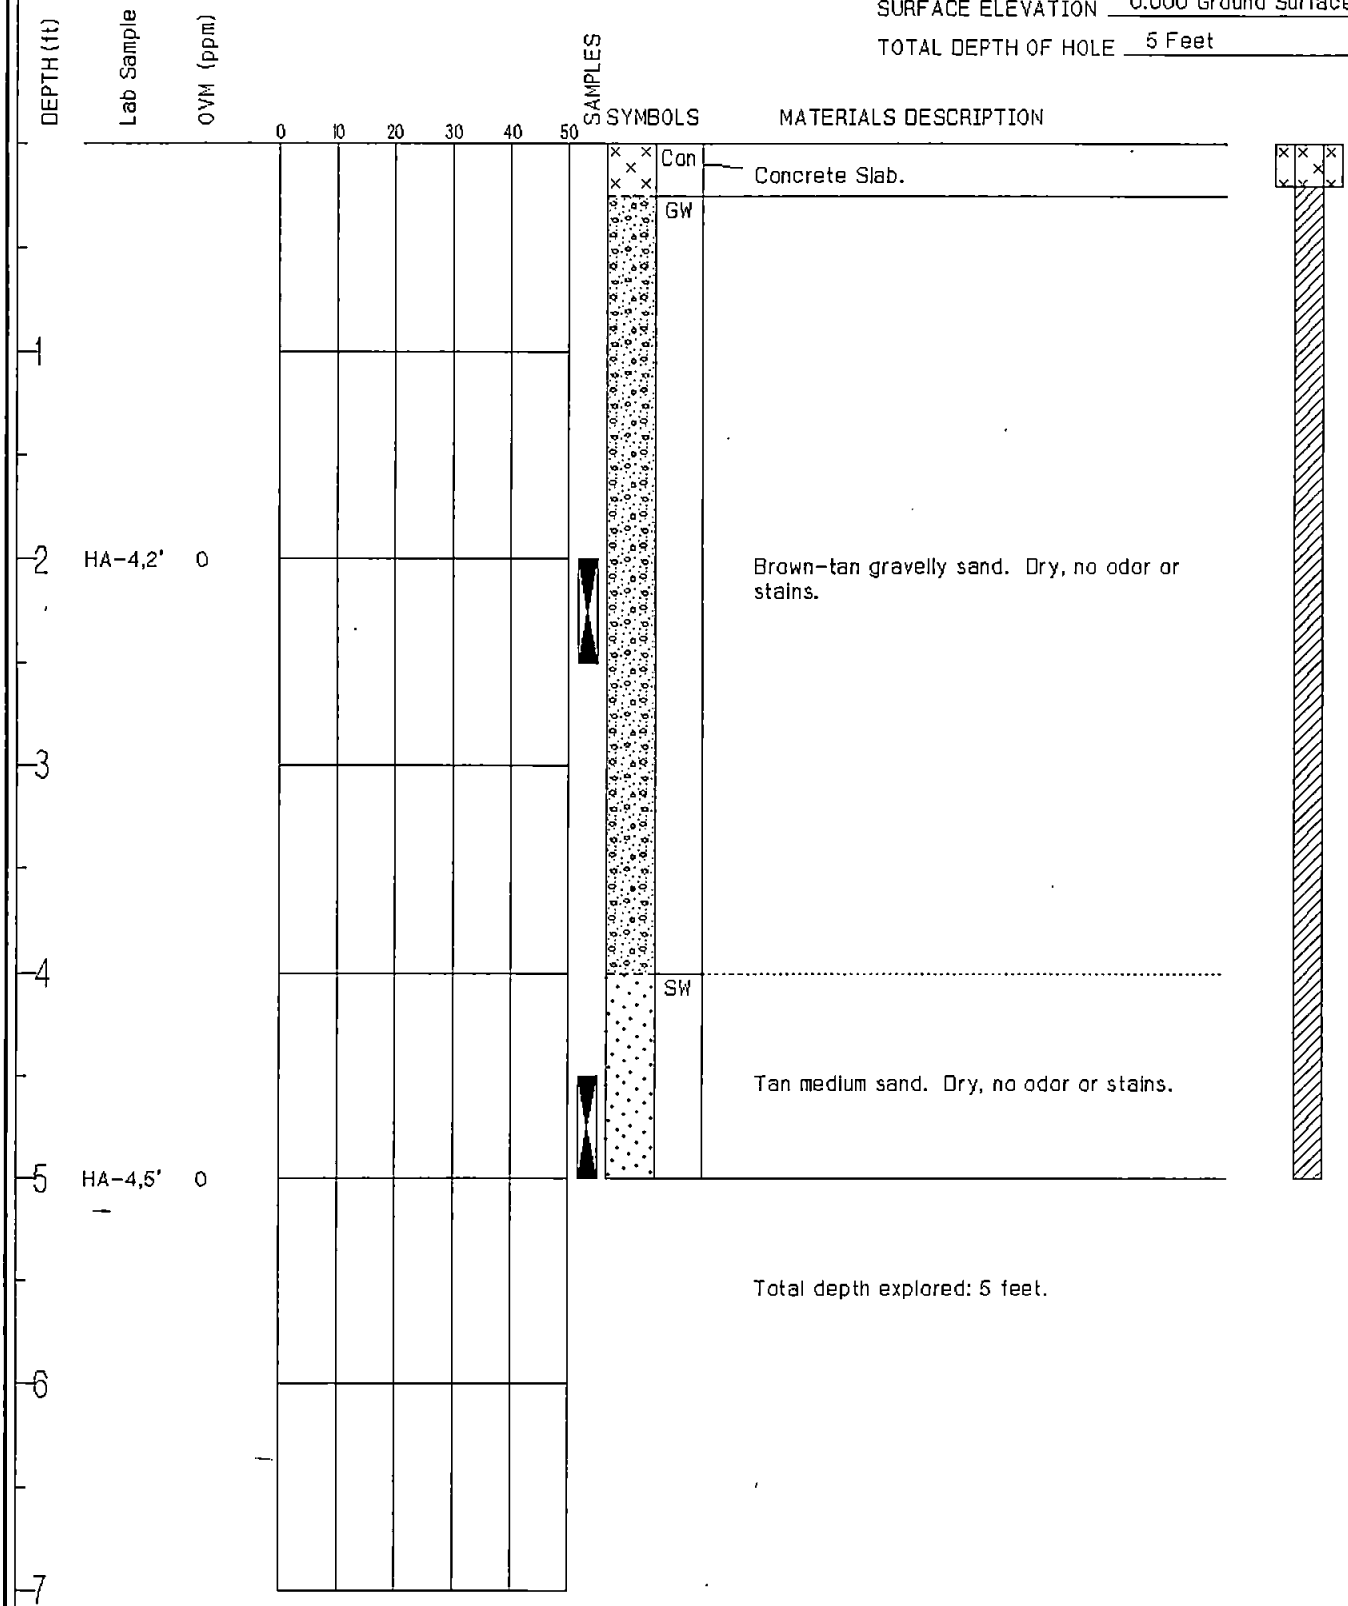 SURFACE ELEVATION 0.000 Ground Surface
TOTAL DEPTH OF HOLE 5 Feet
DEPTH (ft)
Lab Sample
OVM (ppm)
SAMPLES
SYMBOLS MATERIALS DESCRIPTION
0 10 20 30 40 50
Con
Concrete Slab.
GW
1
2 HA-4,2' 0
Brown-tan gravelly sand. Dry, no odor or
stains.
3
4
SW
Tan medium sand. Dry, no odor or stains.
5 HA-4,5' 0
Total depth explored: 5 feet.
6
7